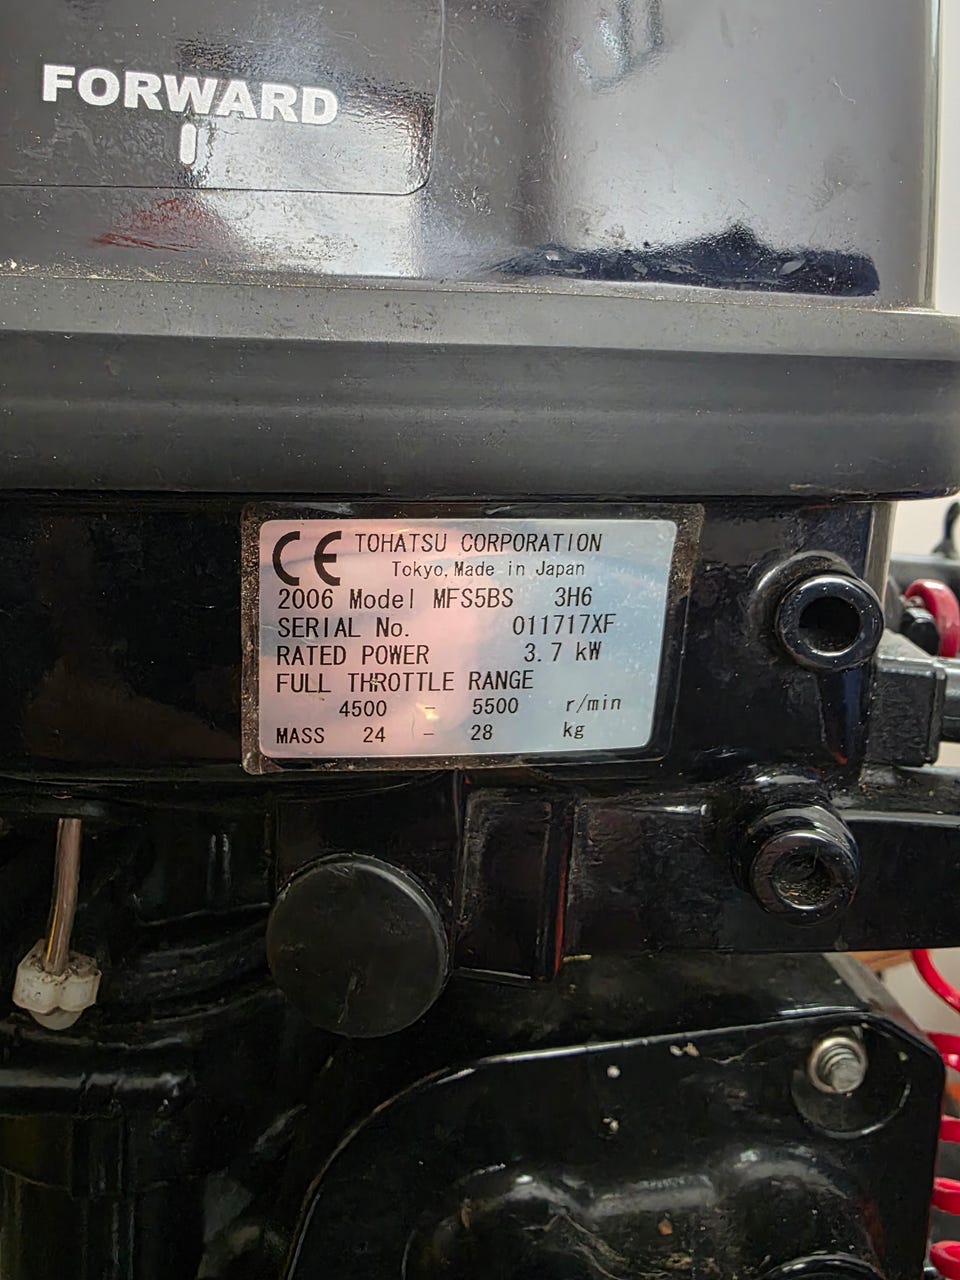 FORWARD
CE TOHATSU CORPORATION
Tokyo, Made in Japan
2006 Model MFS5BS 3H6
SERIAL No. 011717XF
RATED POWER 3.7 kW
FULL THROTTLE RANGE
4500 - 5500 r/min
MASS 24 - 28 kg